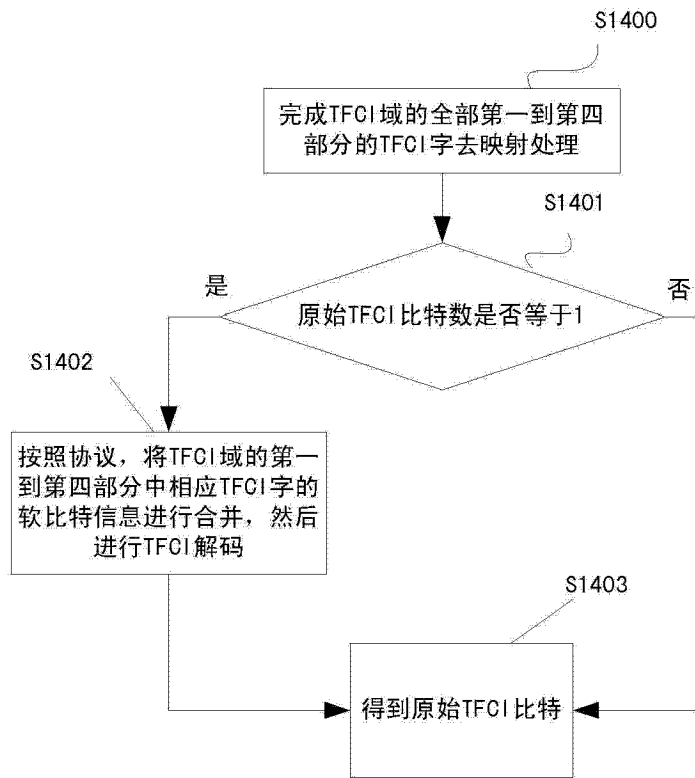 S1400
完成TFCI域的全部第一到第四
部分的TFCI字去映射处理
S1401
是
否
原始TFCI比特数是否等于1
S1402
按照协议，将TFCI域的第一
到第四部分中相应TFCI字的
软比特信息进行合并，然后
进行TFCI解码
S1403
得到原始TFCI比特